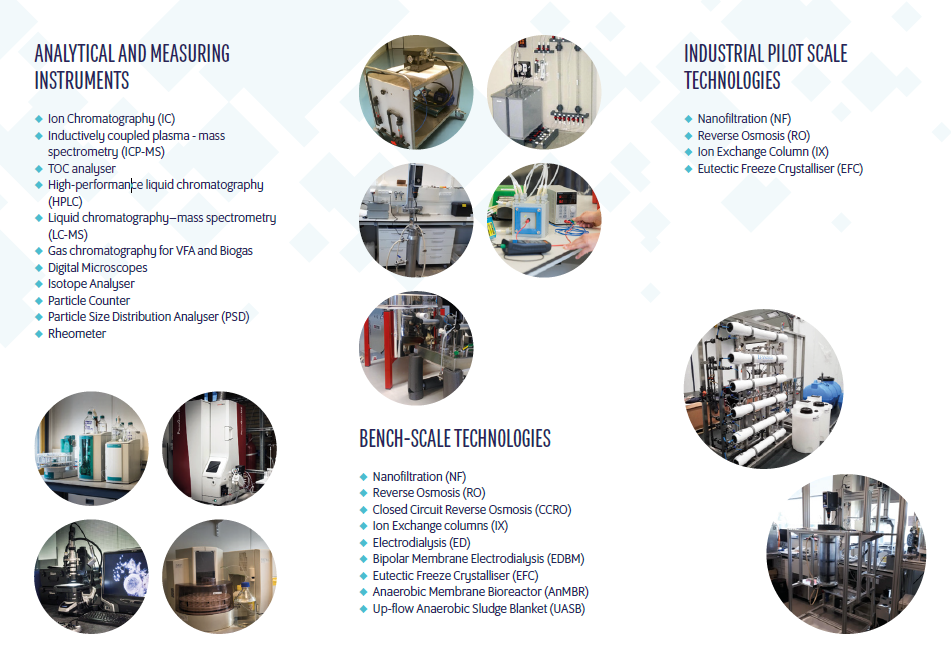 ANALYTICAL AND MEASURING
INSTRUMENTS
Ion Chromatography (IC)
Inductively coupled plasma - mass
spectrometry (ICP-MS)
TOC analyser
High-performance liquid chromatography
(HPLC)
Liquid chromatography–mass spectrometry
(LC-MS)
Gas chromatography for VFA and Biogas
Digital Microscopes
Isotope Analyser
Particle Counter
Particle Size Distribution Analyser (PSD)
Rheometer
BENCH-SCALE TECHNOLOGIES
Nanofiltration (NF)
Reverse Osmosis (RO)
Closed Circuit Reverse Osmosis (CCRO)
Ion Exchange columns (IX)
Electrodialysis (ED)
Bipolar Membrane Electrodialysis (EDBM)
Eutectic Freeze Crystalliser (EFC)
Anaerobic Membrane Bioreactor (AnMBR)
Up-flow Anaerobic Sludge Blanket (UASB)
INDUSTRIAL PILOT SCALE
TECHNOLOGIES
Nanofiltration (NF)
Reverse Osmosis (RO)
Ion Exchange Column (IX)
Eutectic Freeze Crystalliser (EFC)